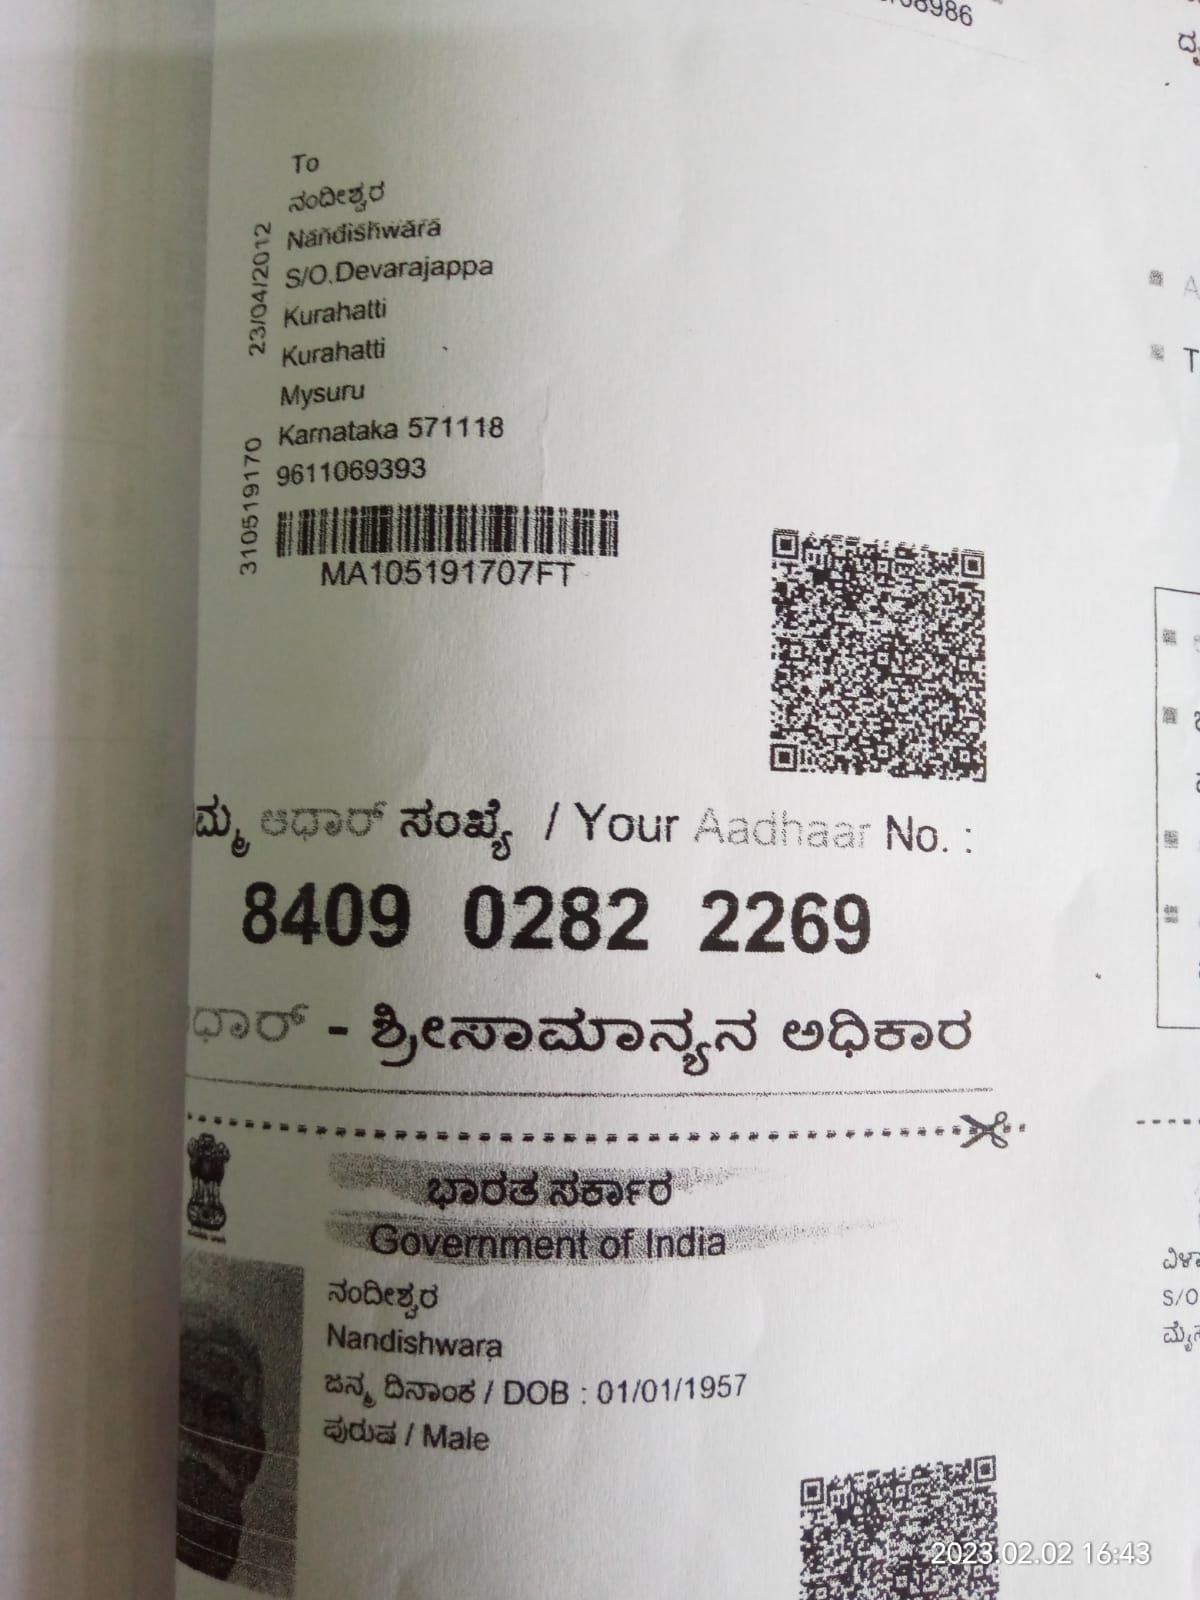 08986
To
ನಂದೀಶ್ವರ
Nandishwara
S/O.Devarajappa
Kurahatti
Kurahatti
Mysuru
Karnataka 571118
9611069393
23/04/2012
310519170
MA105191707FT
ಆಧಾರ್ ಸಂಖ್ಯೆ / Your Aadhaar No. :
8409 0282 2269
- ಶ್ರೀಸಾಮಾನ್ಯನ ಅಧಿಕಾರ
ಭಾರತ ಸರ್ಕಾರ
Government of India
ನಂದೀಶ್ವರ
Nandishwara
ಜನ್ಮ ದಿನಾಂಕ / DOB : 01/01/1957
ಪುರುಷ / Male
S/O
2023.02.02 16:43